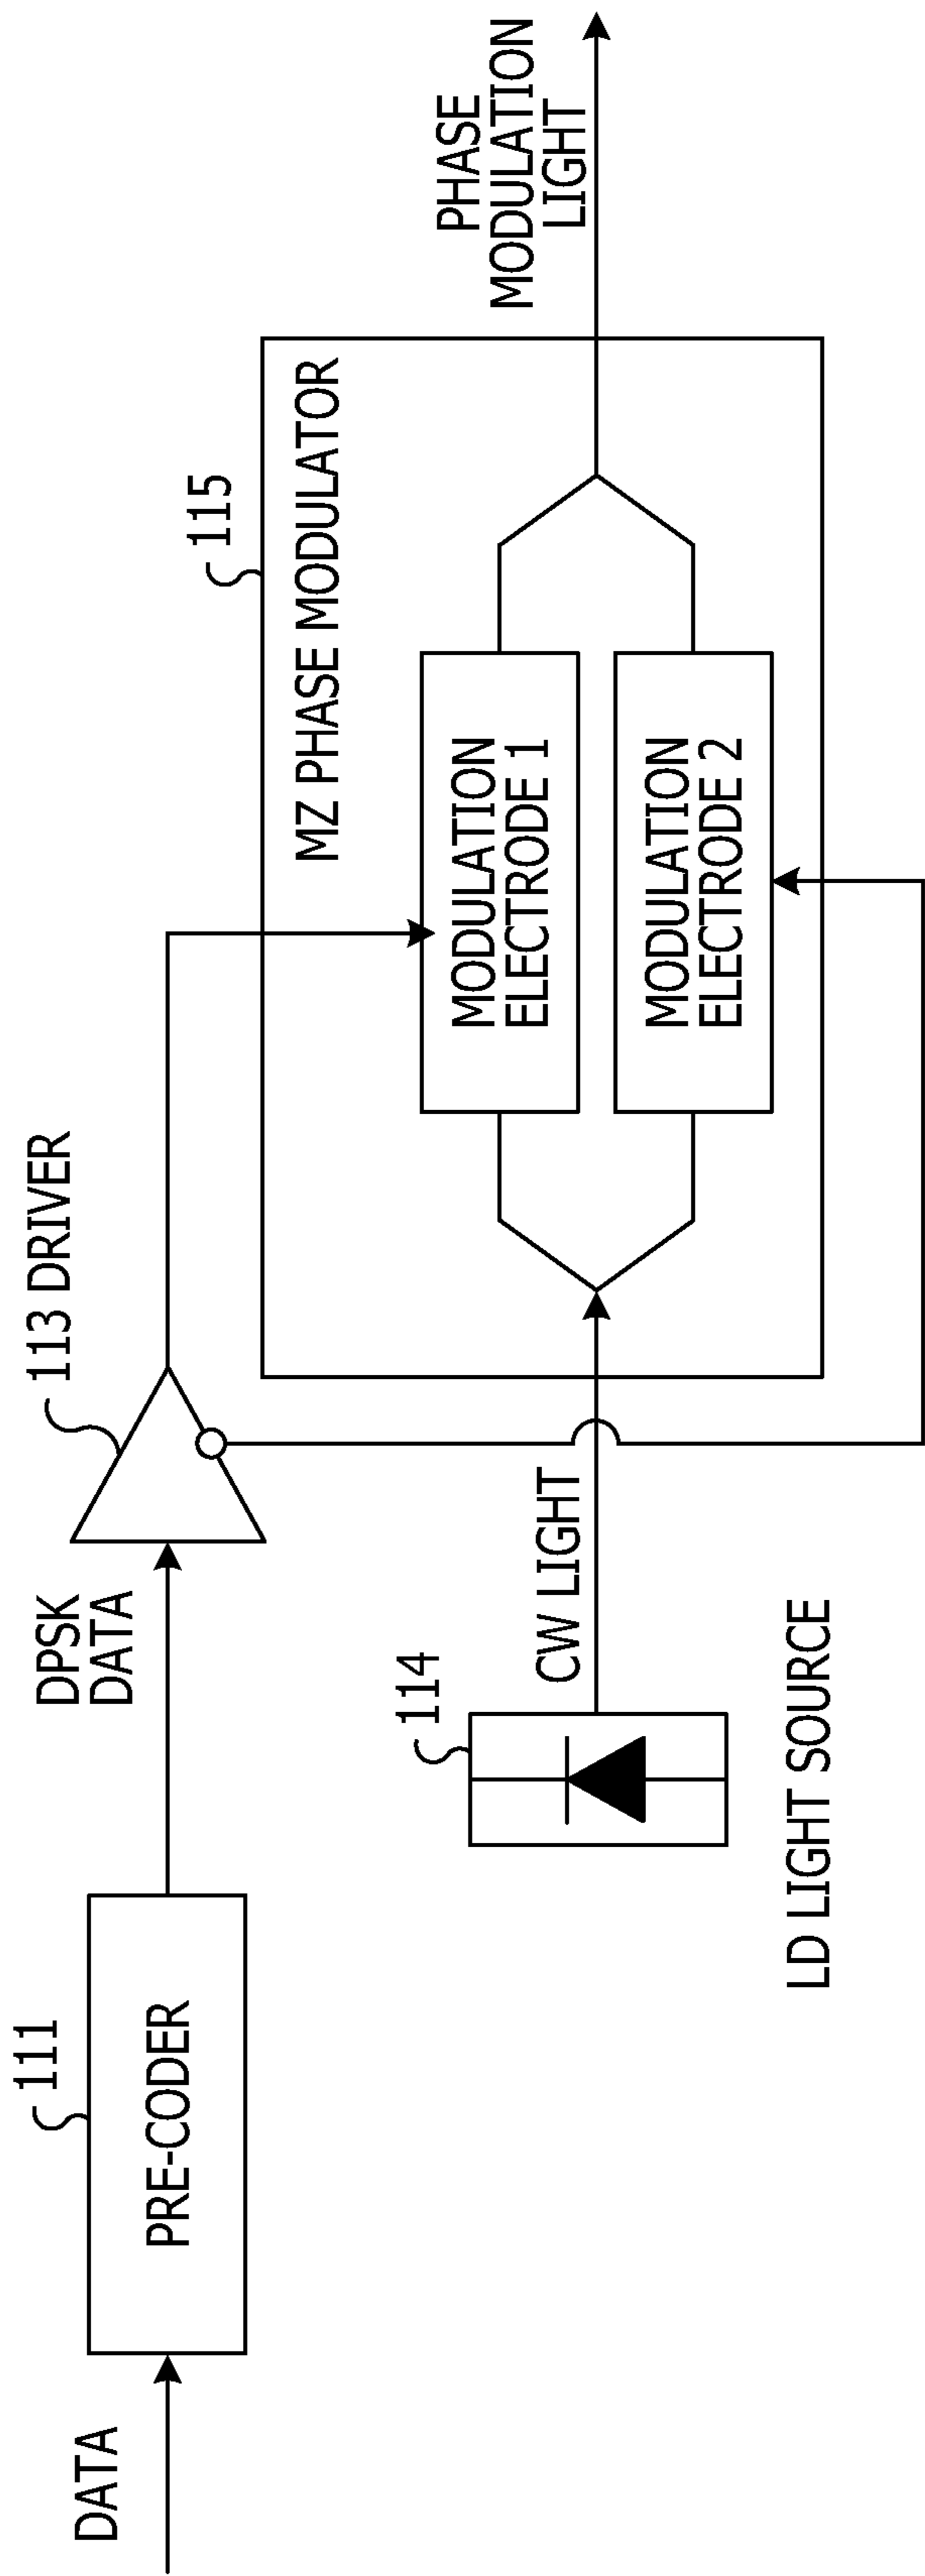 DATA
111
PRE-CODER
DPSK
DATA
113 DRIVER
114
LD LIGHT SOURCE
CW LIGHT
115
MZ PHASE MODULATOR
MODULATION
ELECTRODE 1
MODULATION
ELECTRODE 2
PHASE
MODULATION
LIGHT